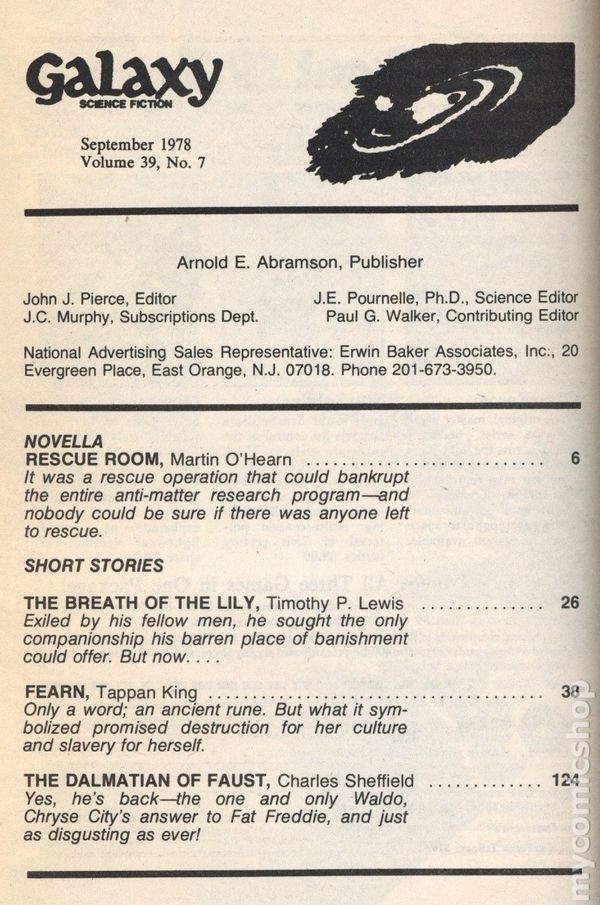 Galaxy
SCIENCE FICTION
September 1978
Volume 39, No. 7
Arnold E. Abramson, Publisher
John J. Pierce, Editor
J.E. Pournelle, Ph.D., Science Editor
J.C. Murphy, Subscriptions Dept.
Paul G. Walker, Contributing Editor
National Advertising Sales Representative: Erwin Baker Associates, Inc., 20
Evergreen Place, East Orange, N.J. 07018. Phone 201-673-3950.
NOVELLA
RESCUE ROOM, Martin O'Hearn ........................... 6
It was a rescue operation that could bankrupt
the entire anti-matter research program—and
nobody could be sure if there was anyone left
to rescue.
SHORT STORIES
THE BREATH OF THE LILY, Timothy P. Lewis .............. 26
Exiled by his fellow men, he sought the only
companionship his barren place of banishment
could offer. But now. . . .
FEARN, Tappan King ..................................... 38
Only a word; an ancient rune. But what it sym-
bolized promised destruction for her culture
and slavery for herself.
THE DALMATIAN OF FAUST, Charles Sheffield ............. 124
Yes, he's back—the one and only Waldo,
Chryse City's answer to Fat Freddie, and just
as disgusting as ever!
mycomicshop